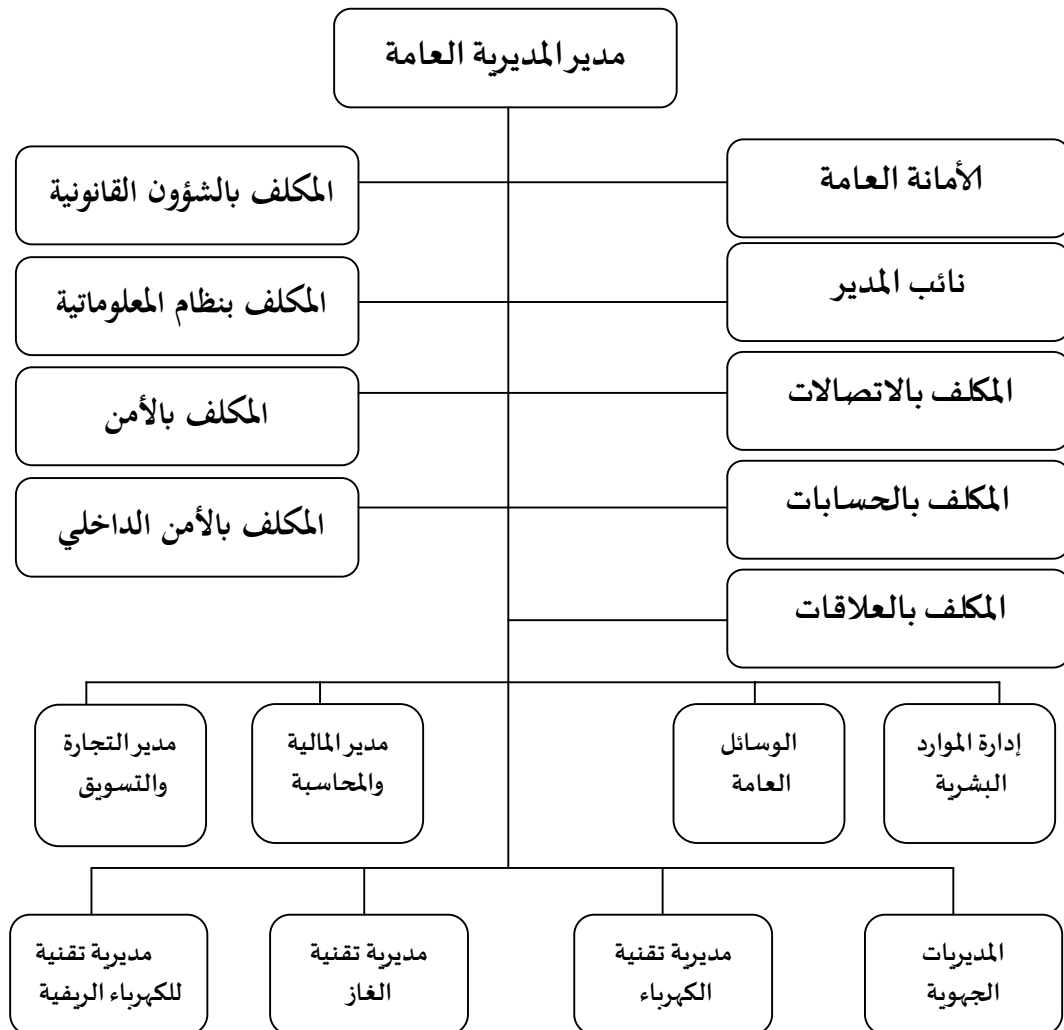 مدير المديرية العامة
الأمانة العامة
المكلف بالشؤون القانونية
نائب المدير
المكلف بنظام المعلوماتية
المكلف بالاتصالات
المكلف بالأمن
المكلف بالحسابات
المكلف بالأمن الداخلي
المكلف بالعلاقات
إدارة الموارد
البشرية
الوسائل
العامة
مدير المالية
والمحاسبة
مدير التجارة
والتسويق
المديريات
الجهوية
مديرية تقنية
الكهرباء
مديرية تقنية
الغاز
مديرية تقنية
للكهرباء الريفية